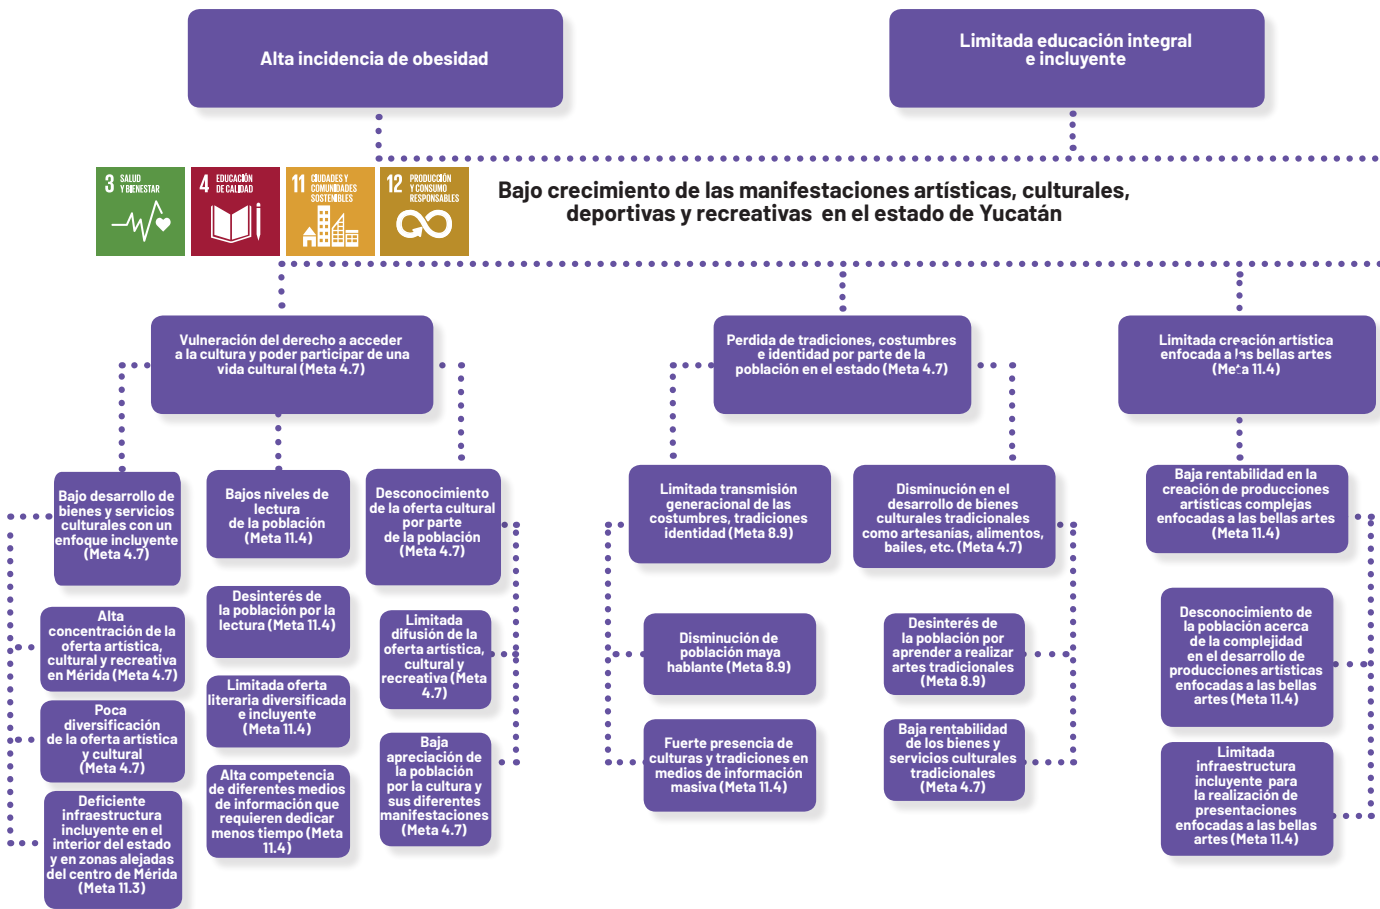 Alta incidencia de obesidad
Limitada educación integral
e incluyente
3 SALUD
Y BIENESTAR
4 EDUCACIÓN
DE CALIDAD
11 CIUDADES Y
COMUNIDADES
SOSTENIBLES
12 PRODUCCIÓN
Y CONSUMO
RESPONSABLES
Bajo crecimiento de las manifestaciones artísticas, culturales,
deportivas y recreativas en el estado de Yucatán
Vulneración del derecho a acceder
a la cultura y poder participar de una
vida cultural (Meta 4.7)
Perdida de tradiciones, costumbres
e identidad por parte de la
población en el estado (Meta 4.7)
Limitada creación artística
enfocada a las bellas artes
(Meta 11.4)
Bajo desarrollo de
bienes y servicios
culturales con un
enfoque incluyente
(Meta 4.7)
Alta
concentración de la
oferta artística,
cultural y recreativa
en Mérida (Meta 4.7)
Poca
diversificación
de la oferta artística
y cultural
(Meta 4.7)
Deficiente
infraestructura
incluyente en el
interior del estado
y en zonas alejadas
del centro de Mérida
(Meta 11.3)
Bajos niveles de
lectura
de la población
(Meta 11.4)
Desinterés de
la población por la
lectura (Meta 11.4)
Limitada oferta
literaria diversificada
e incluyente
(Meta 11.4)
Alta competencia
de diferentes medios
de información que
requieren dedicar
menos tiempo (Meta
11.4)
Desconocimiento
de la oferta cultural
por parte
de la población
(Meta 4.7)
Limitada
difusión de la
oferta artística,
cultural y
recreativa (Meta
4.7)
Baja
apreciación de
la población
por la cultura y
sus diferentes
manifestaciones
(Meta 4.7)
Limitada transmisión
generacional de las
costumbres, tradiciones
identidad (Meta 8.9)
Disminución de
población maya
hablante (Meta 8.9)
Fuerte presencia de
culturas y tradiciones en
medios de información
masiva (Meta 11.4)
Disminución en el
desarrollo de bienes
culturales tradicionales
como artesanías, alimentos,
bailes, etc. (Meta 4.7)
Desinterés de
la población por
aprender a realizar
artes tradicionales
(Meta 8.9)
Baja rentabilidad
de los bienes y
servicios culturales
tradicionales
(Meta 4.7)
Baja rentabilidad en la
creación de producciones
artísticas complejas
enfocadas a las bellas artes
(Meta 11.4)
Desconocimiento de
la población acerca
de la complejidad
en el desarrollo de
producciones artísticas
enfocadas a las bellas
artes (Meta 11.4)
Limitada
infraestructura
incluyente para
la realización de
presentaciones
enfocadas a las bellas
artes (Meta 11.4)